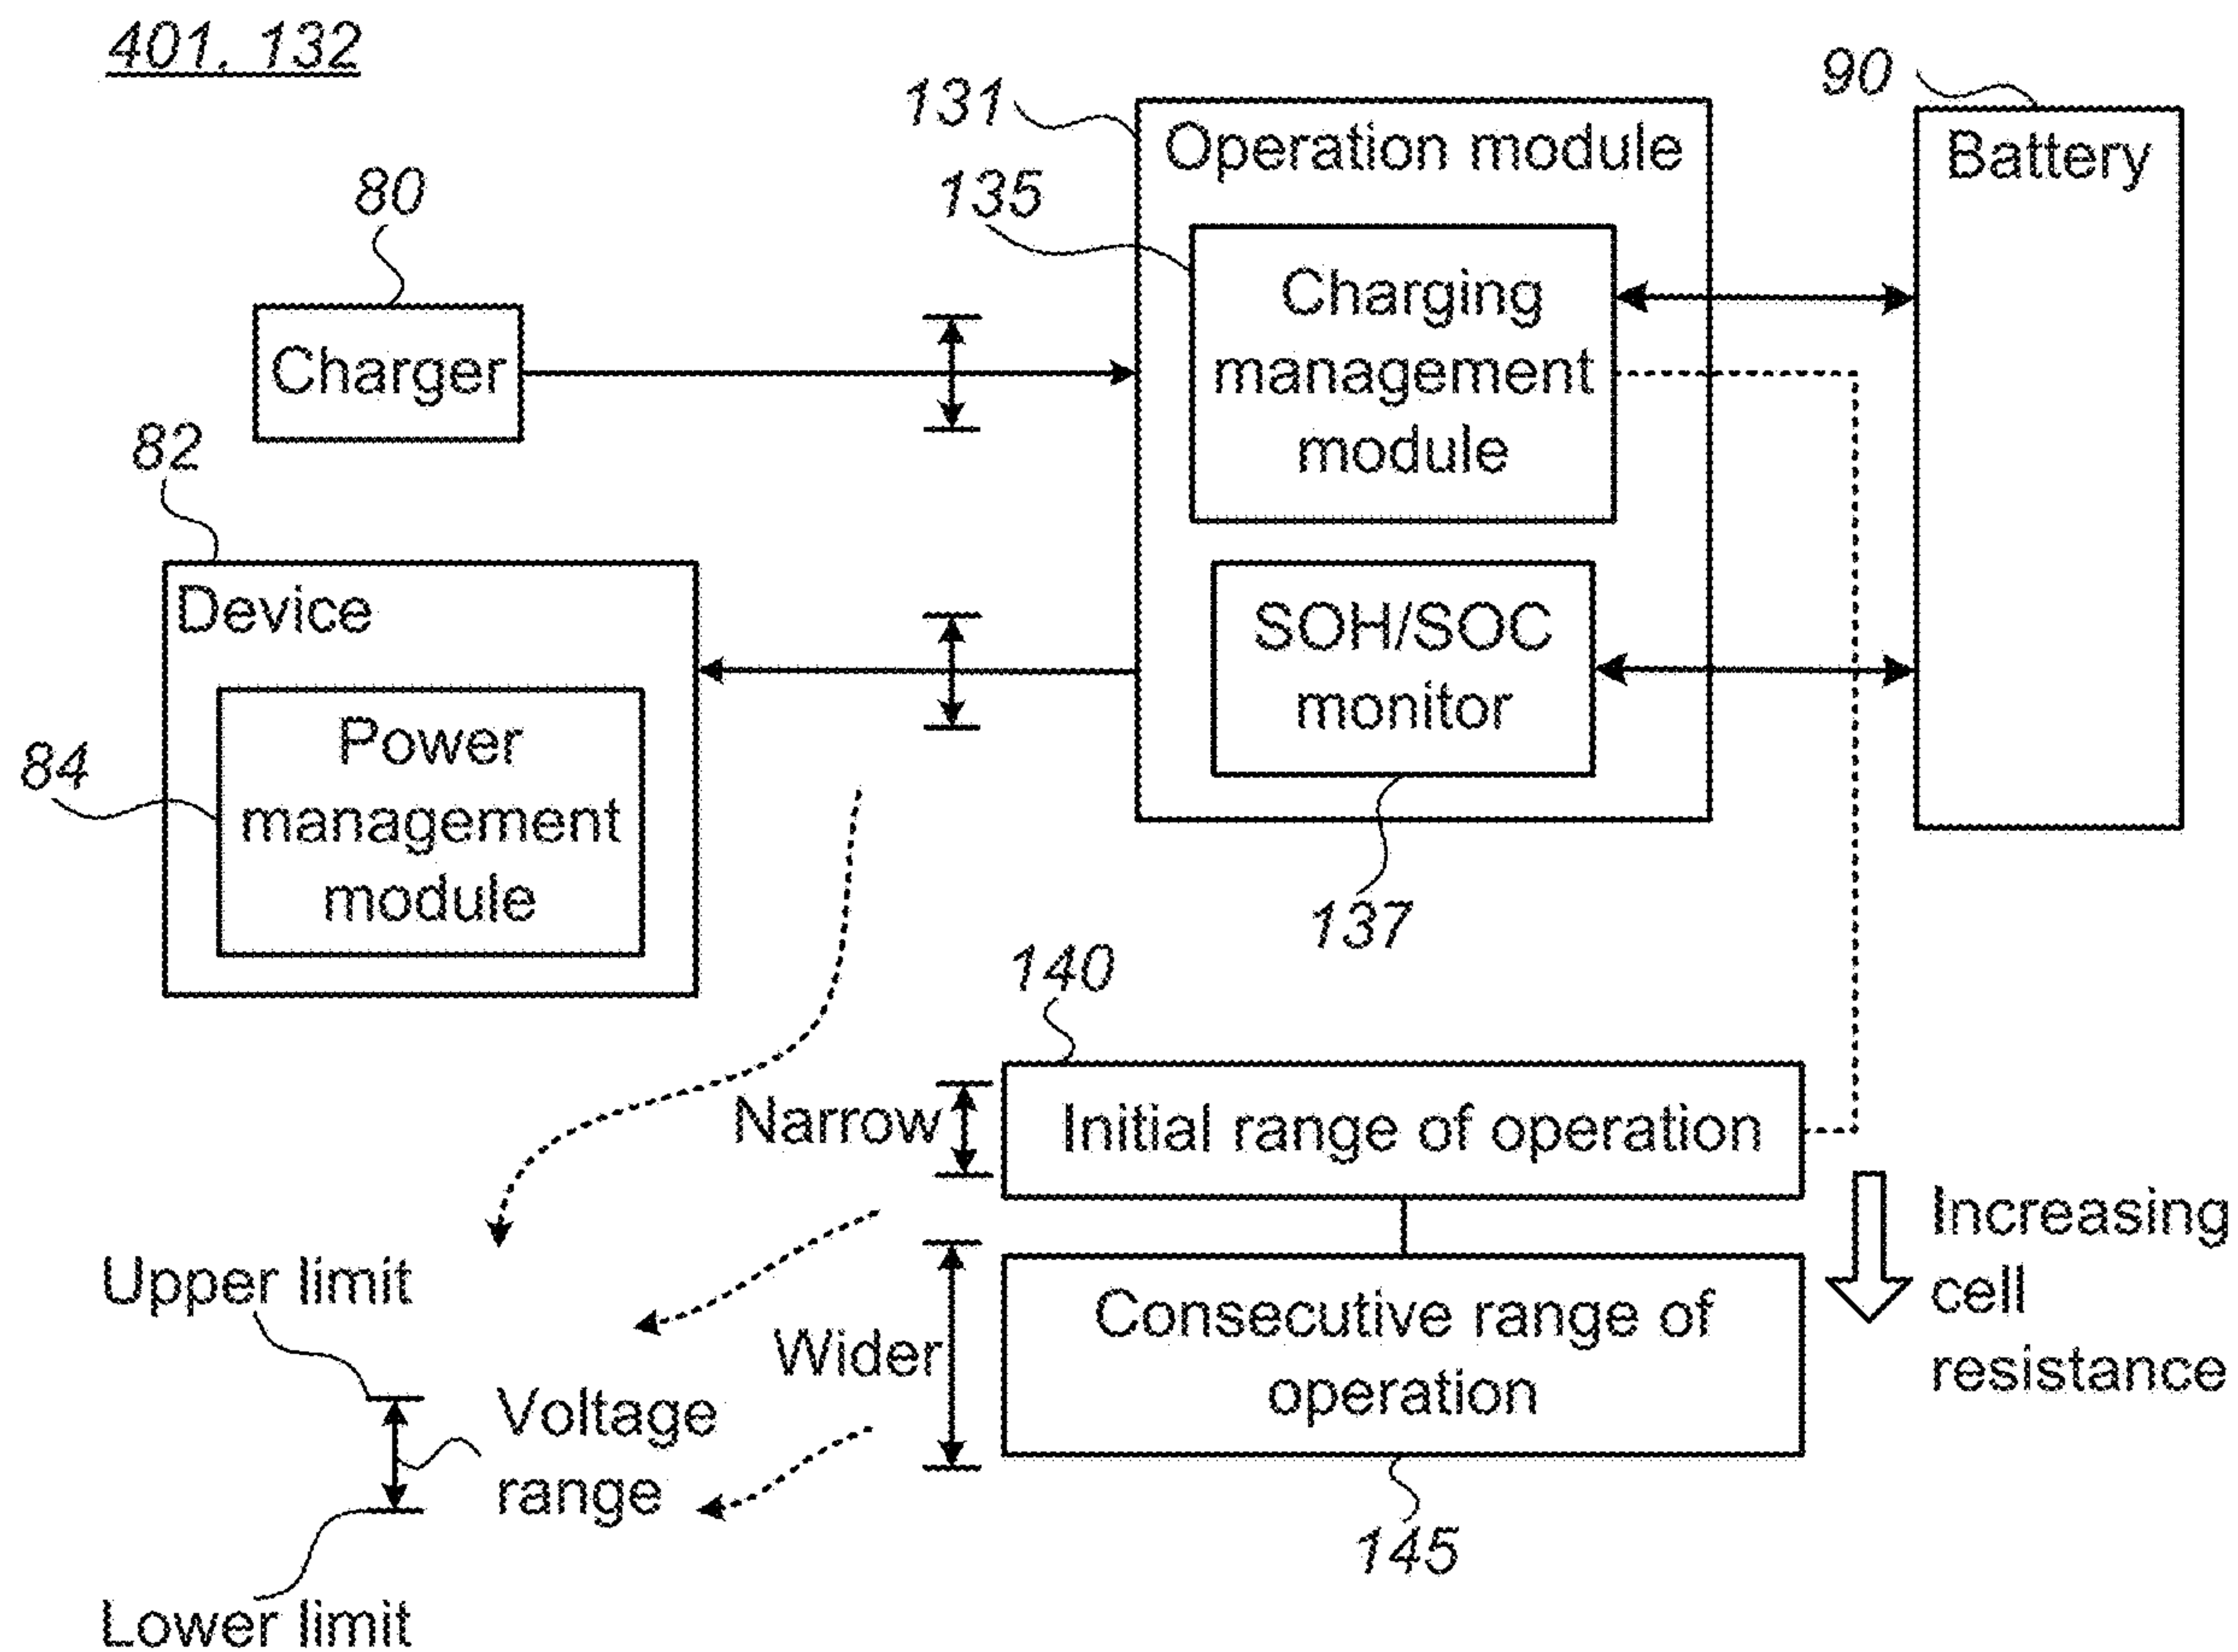 401, 132
90
131
Operation module
Battery
135
80
Charging
management
module
Charger
82
Device
SOH/SOC
monitor
Power
management
module
84
137
140
Narrow
Initial range of operation
Increasing
cell
resistance
Upper limit
Consecutive range of
operation
Wider
Voltage
range
145
Lower limit